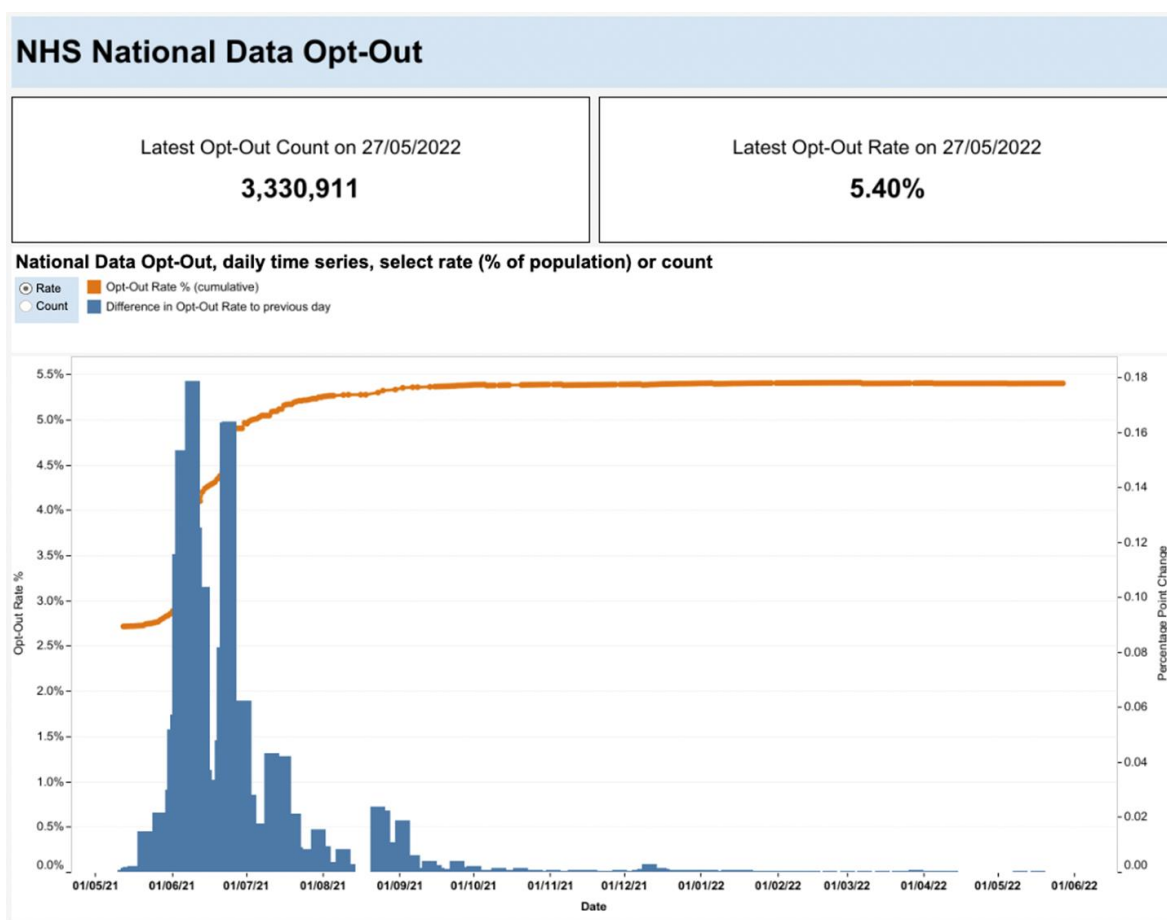 NHS National Data Opt-Out
Latest Opt-Out Count on 27/05/2022
3,330,911
Latest Opt-Out Rate on 27/05/2022
5.40%
National Data Opt-Out, daily time series, select rate (% of population) or count
Rate
Count
Opt-Out Rate % (cumulative)
Difference in Opt-Out Rate to previous day
Opt-Out Rate %
5.5%
5.0%
4.5%
4.0%
3.5%
3.0%
2.5%
2.0%
1.5%
1.0%
0.5%
0.0%
0.18
0.16
0.14
0.12
0.10
0.08
0.06
0.04
0.02
0.00
Percentage Point Change
01/05/21 01/06/21 01/07/21 01/08/21 01/09/21 01/10/21 01/11/21 01/12/21 01/01/22 01/02/22 01/03/22 01/04/22 01/05/22 01/06/22
Date